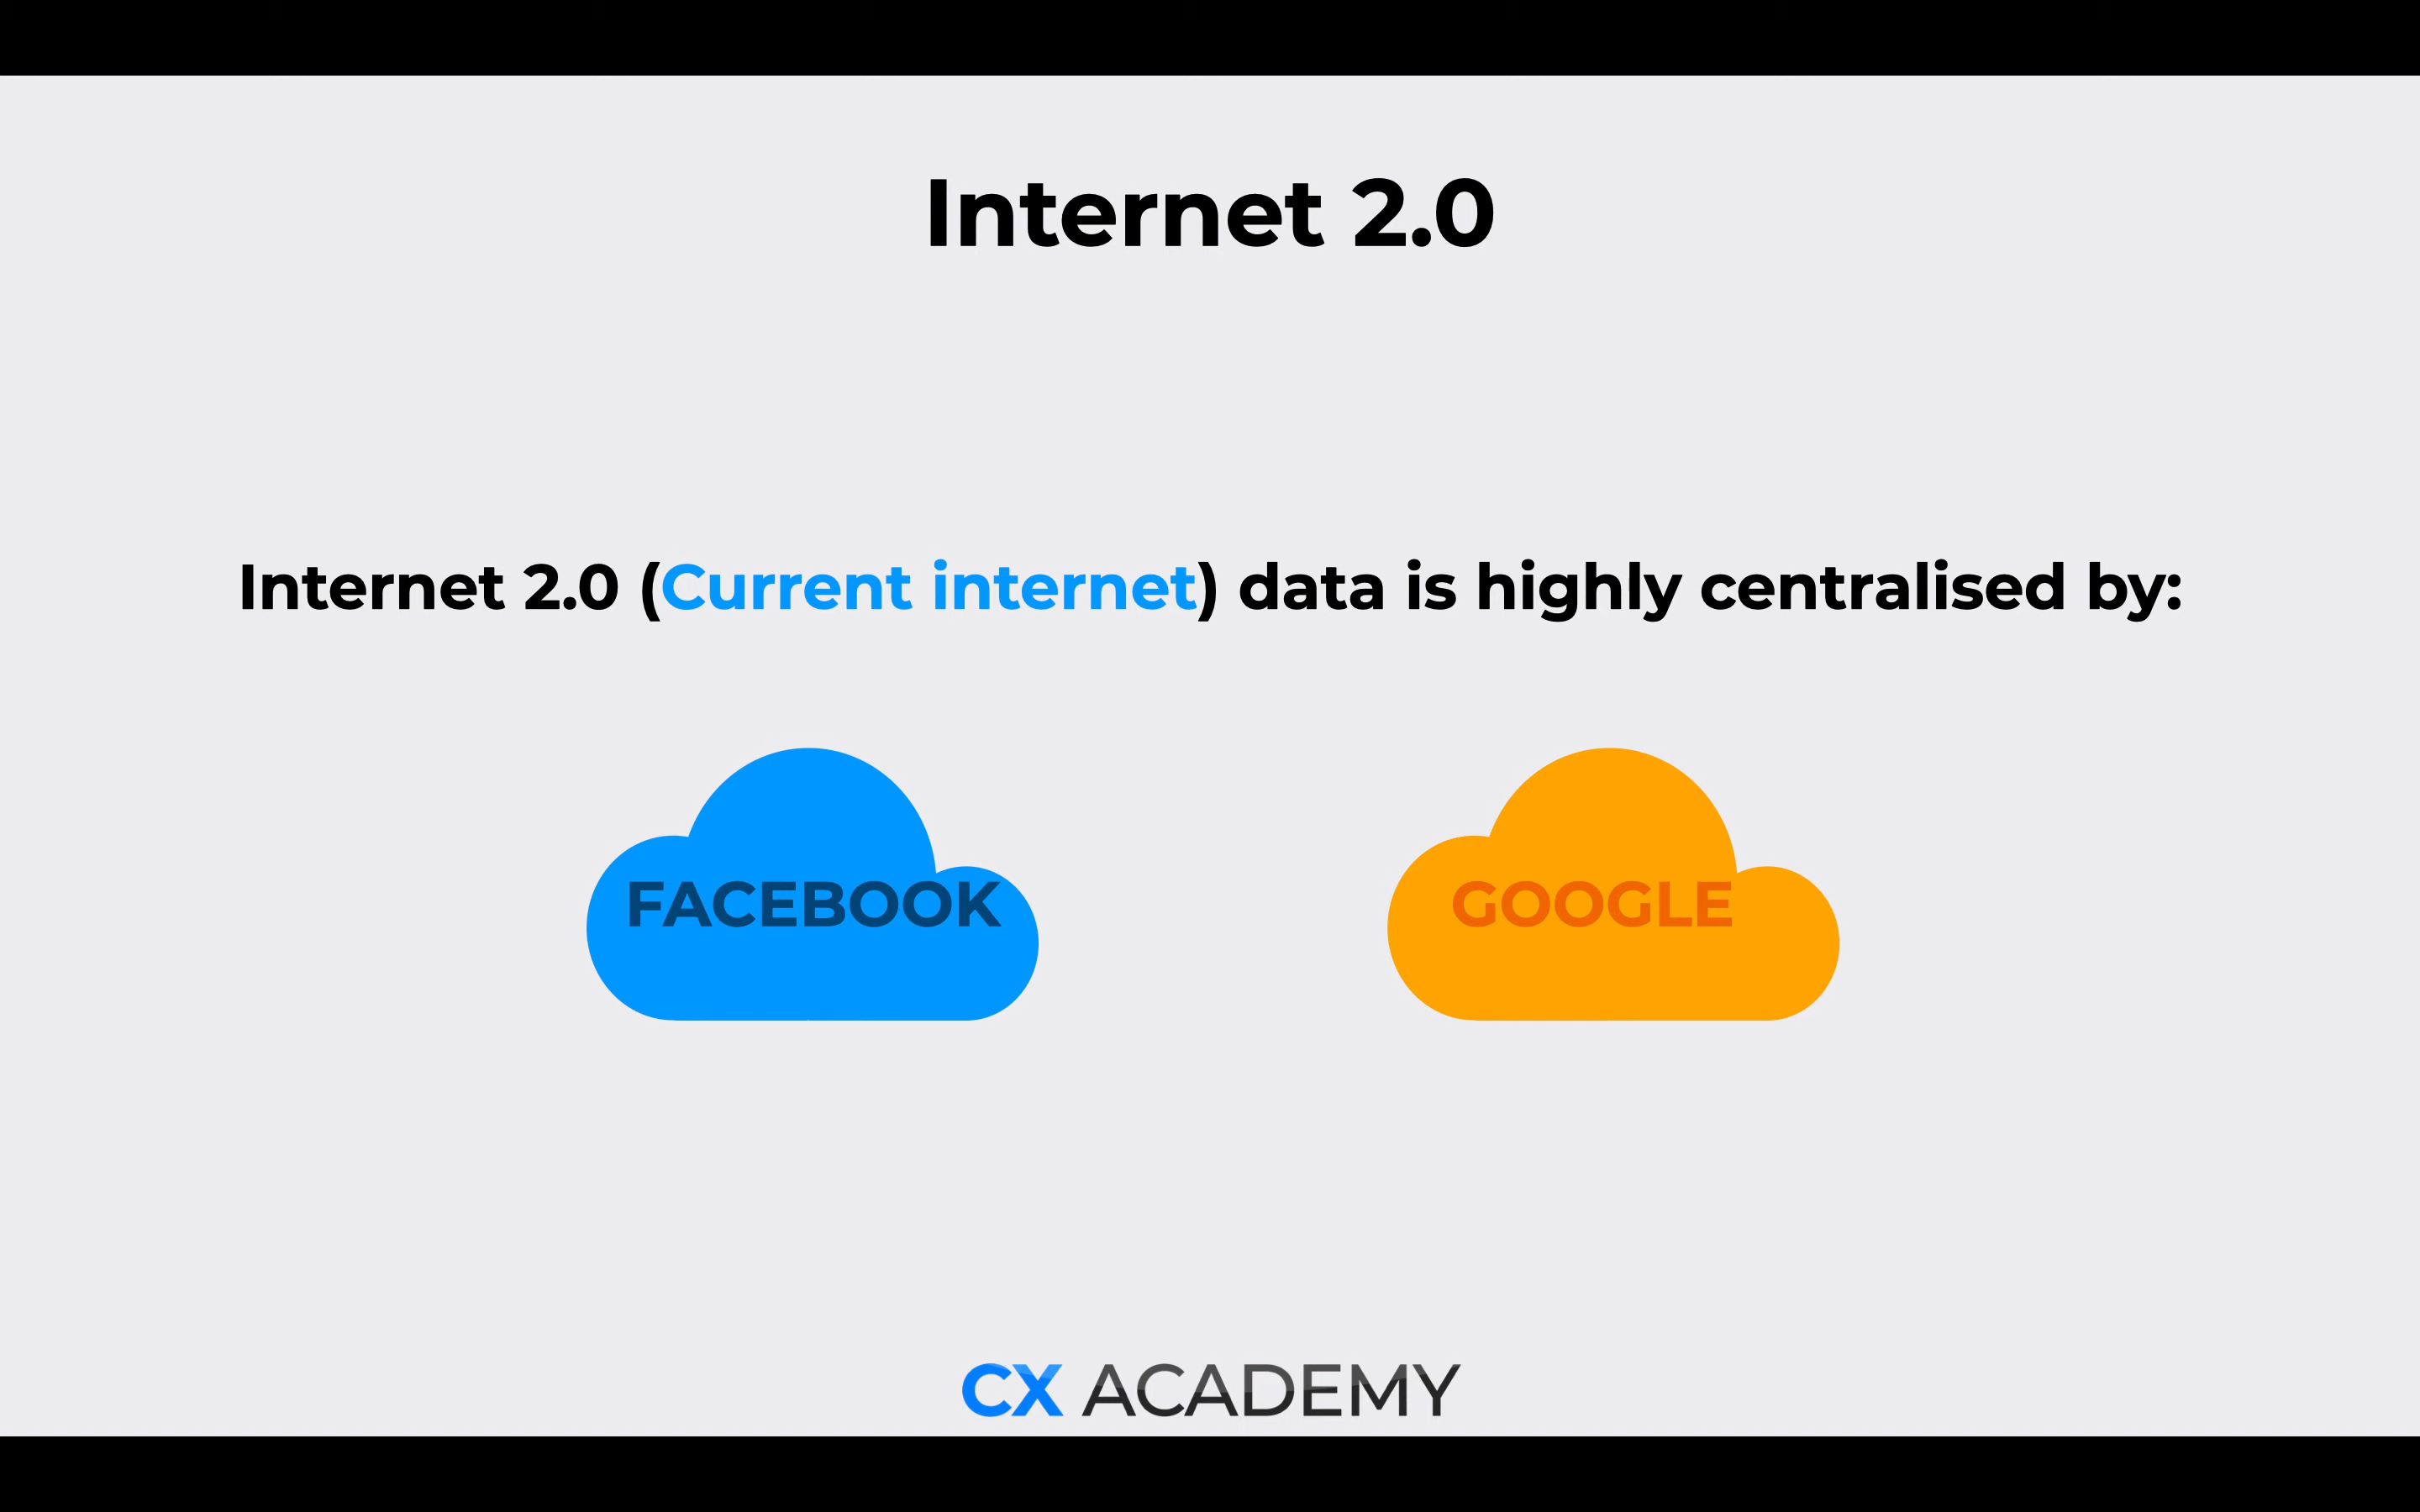 Internet 2.0
Internet 2.0 (Current internet) data is highly centralised by:
FACEBOOK
GOOGLE
CX ACADEMY